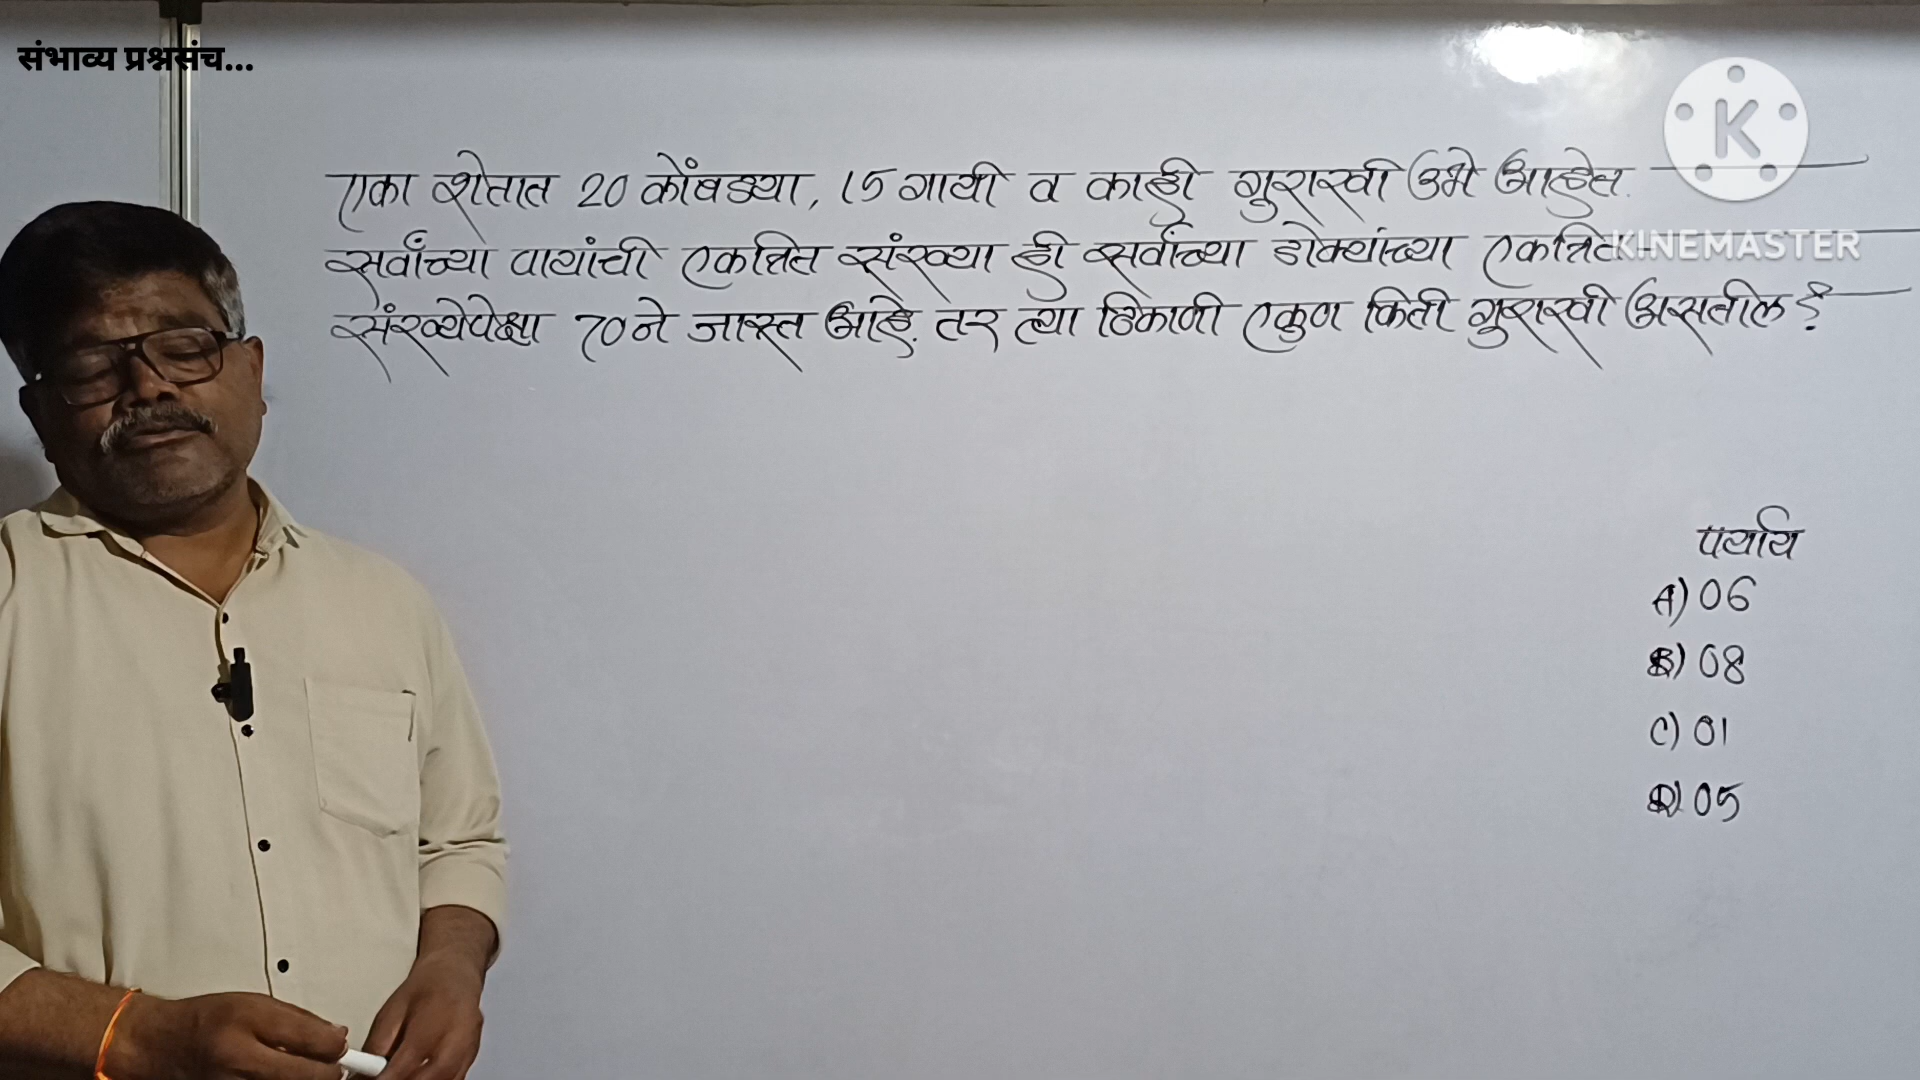 संभाव्य प्रश्नसंच...
एका शेतात 20 कोंबड्या, 15 गायी व काही गुराखी उभे आहेत.
सर्वांच्या पायांची एकत्रित संख्या ही सर्वांच्या डोक्यांच्या एकत्रित
संख्येपेक्षा 70 ने जास्त आहे. तर त्या ठिकाणी एकुण किती गुराखी असतील ?
K
KINEMASTER
पर्याय
A) 06
B) 08
C) 01
D) 05